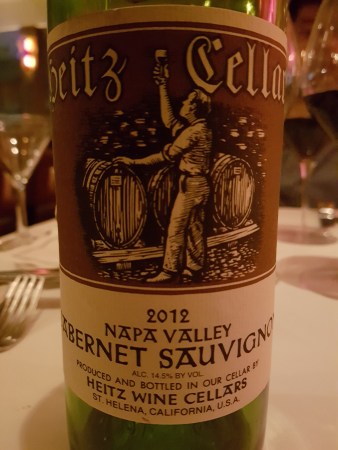 Heitz Cella
2012
NAPA VALLEY
CABERNET SAUVIGNO
ALC. 14.5% BY VOL.
PRODUCED AND BOTTLED IN OUR CELLAR BY
HEITZ WINE CELLARS
ST. HELENA, CALIFORNIA, U.S.A.